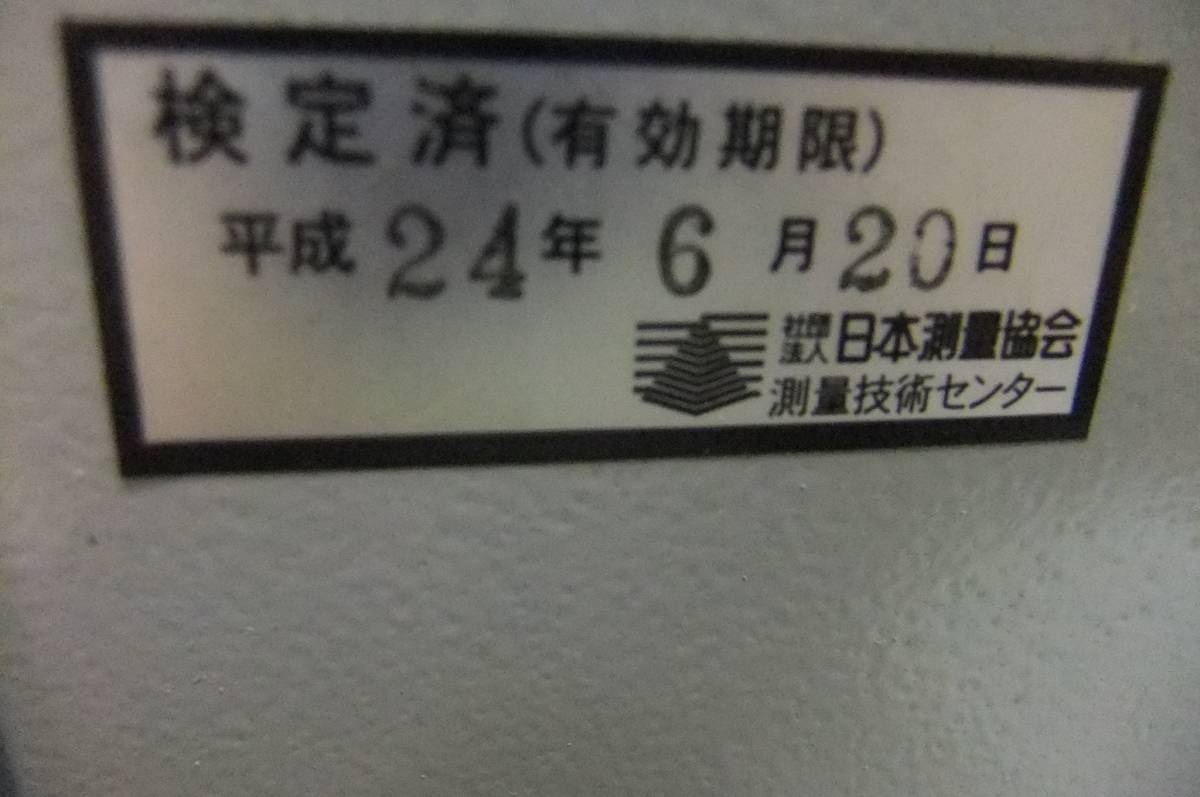 検定済(有効期限)
平成24年6月20日
社団法人日本測量協会
測量技術センター